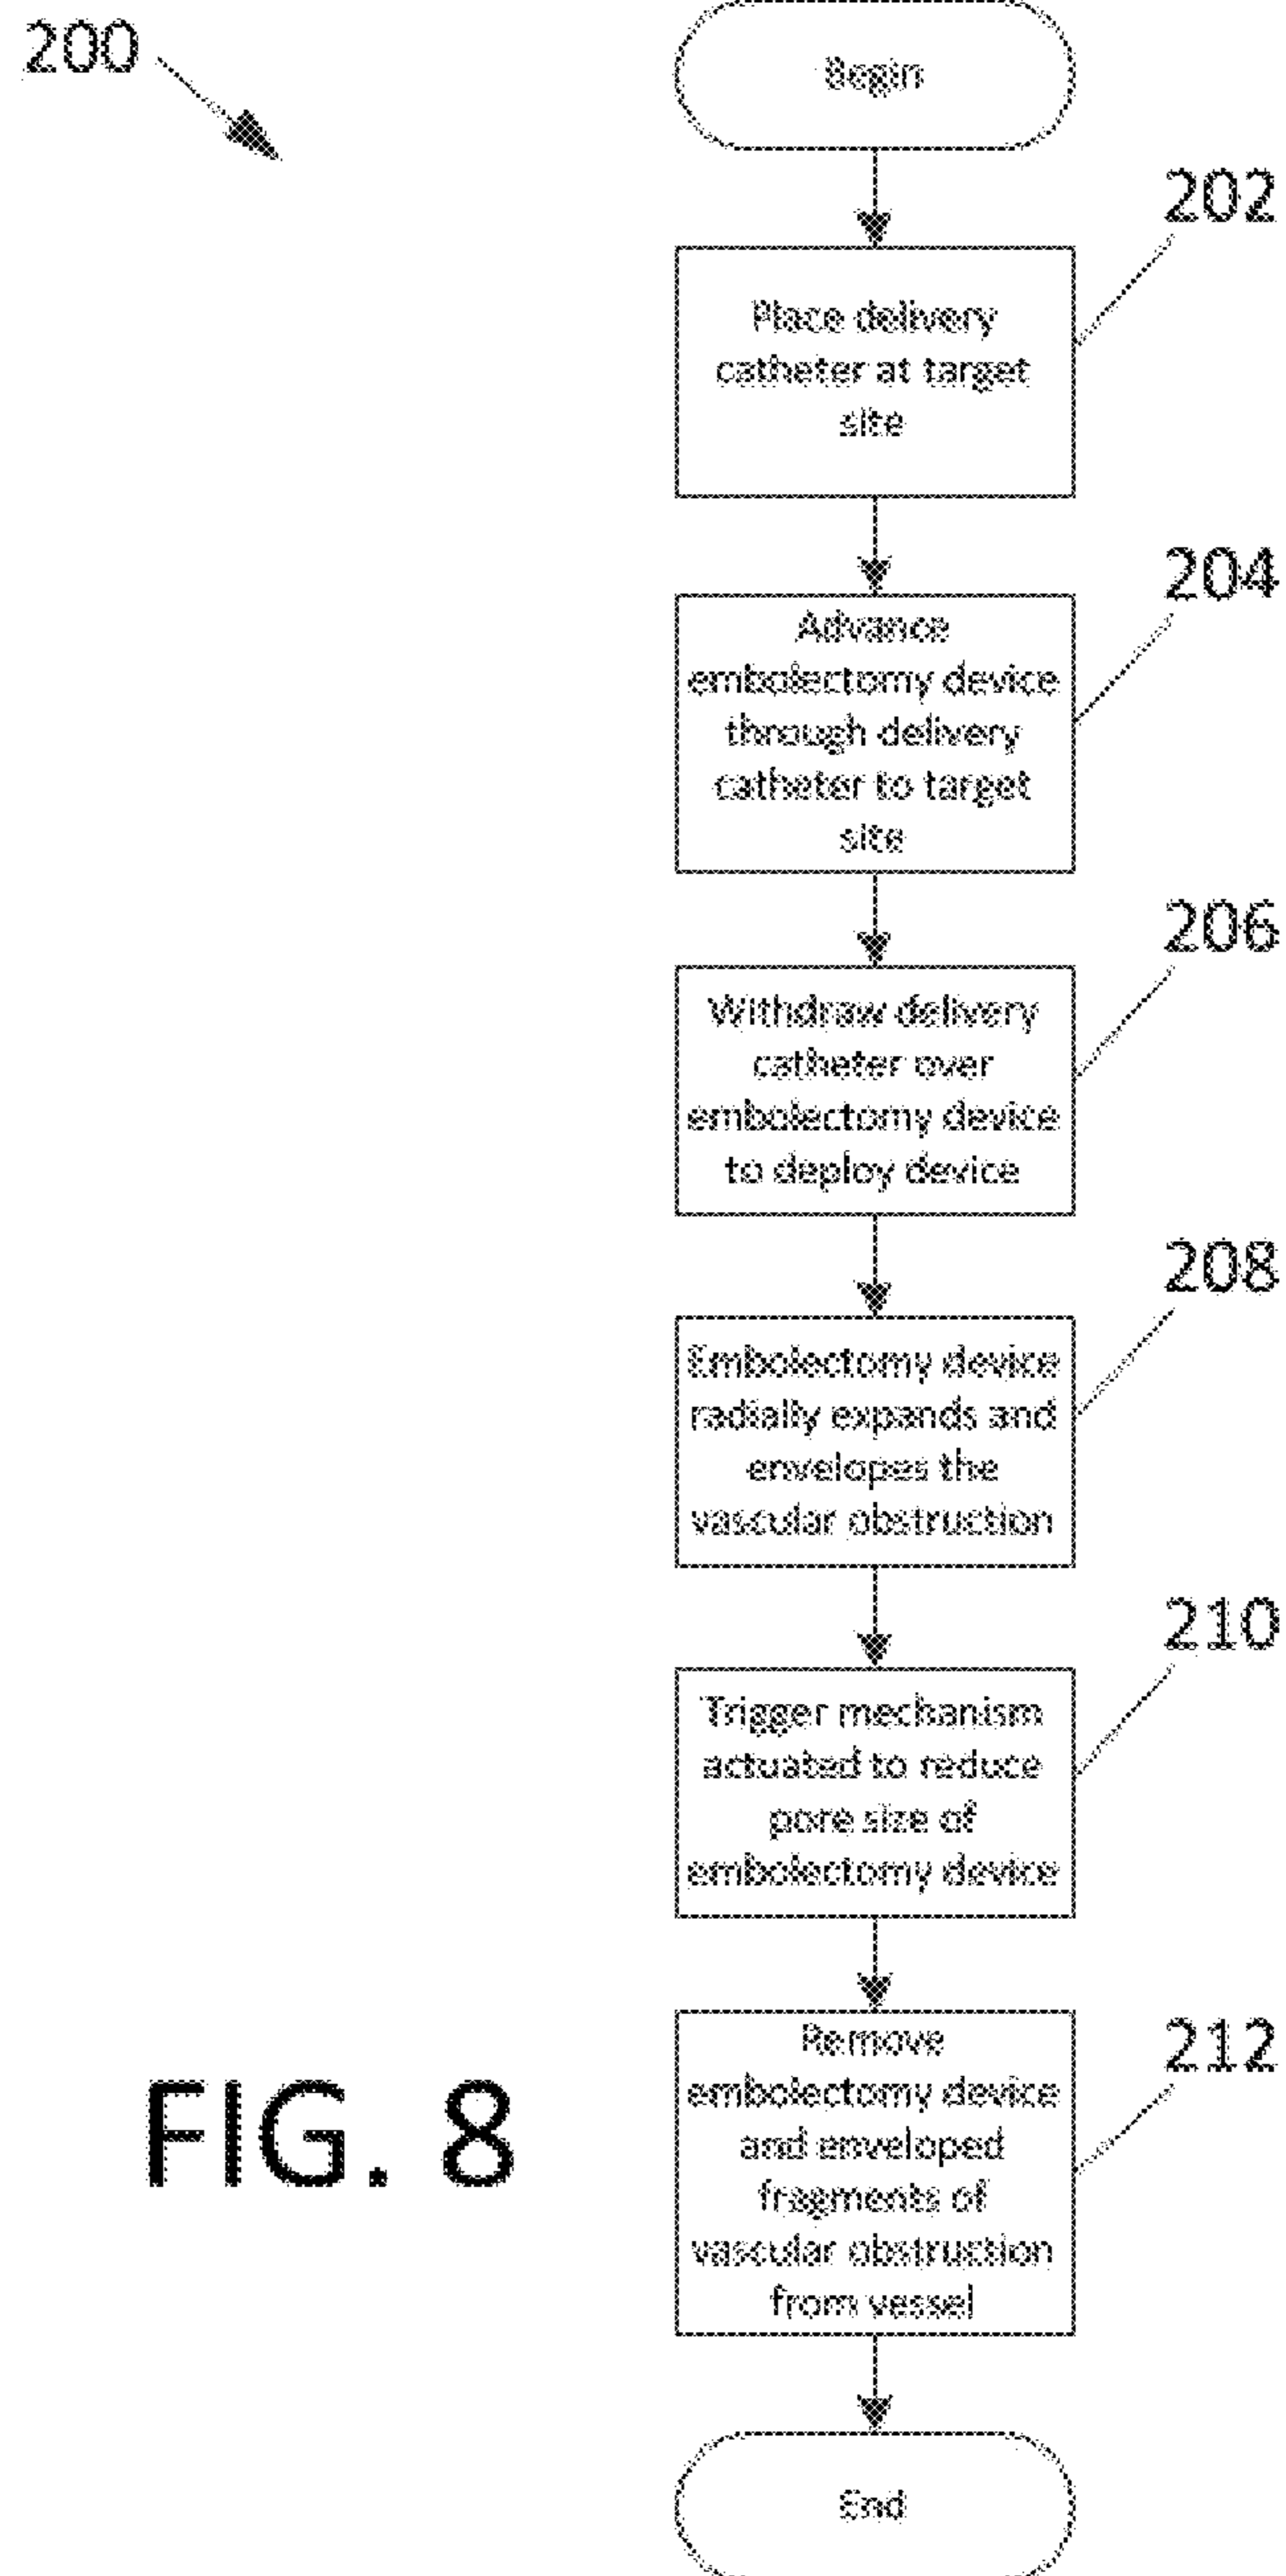 200
Begin
202
Place delivery
catheter at target
site
204
Advance
embolectomy device
through delivery
catheter to target
site
206
Withdraw delivery
catheter over
embolectomy device
to deploy device
208
Embolectomy device
radially expands and
envelopes the
vascular obstruction
210
Trigger mechanism
actuated to reduce
pore size of
embolectomy device
212
Remove
embolectomy device
and enveloped
fragments of
vascular obstruction
from vessel
FIG. 8
End